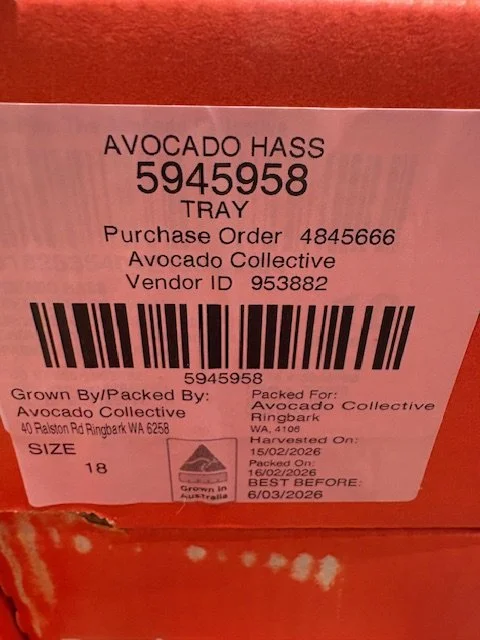 AVOCADO HASS
5945958
TRAY
Purchase Order 4845666
Avocado Collective
Vendor ID 953882
5945958
Grown By/Packed By:
Avocado Collective
40 Ralston Rd Ringbark WA 6258
SIZE
18
Grown in
Australia
Packed For:
Avocado Collective
Ringbark
WA, 4106
Harvested On:
15/02/2026
Packed On:
16/02/2026
BEST BEFORE:
6/03/2026